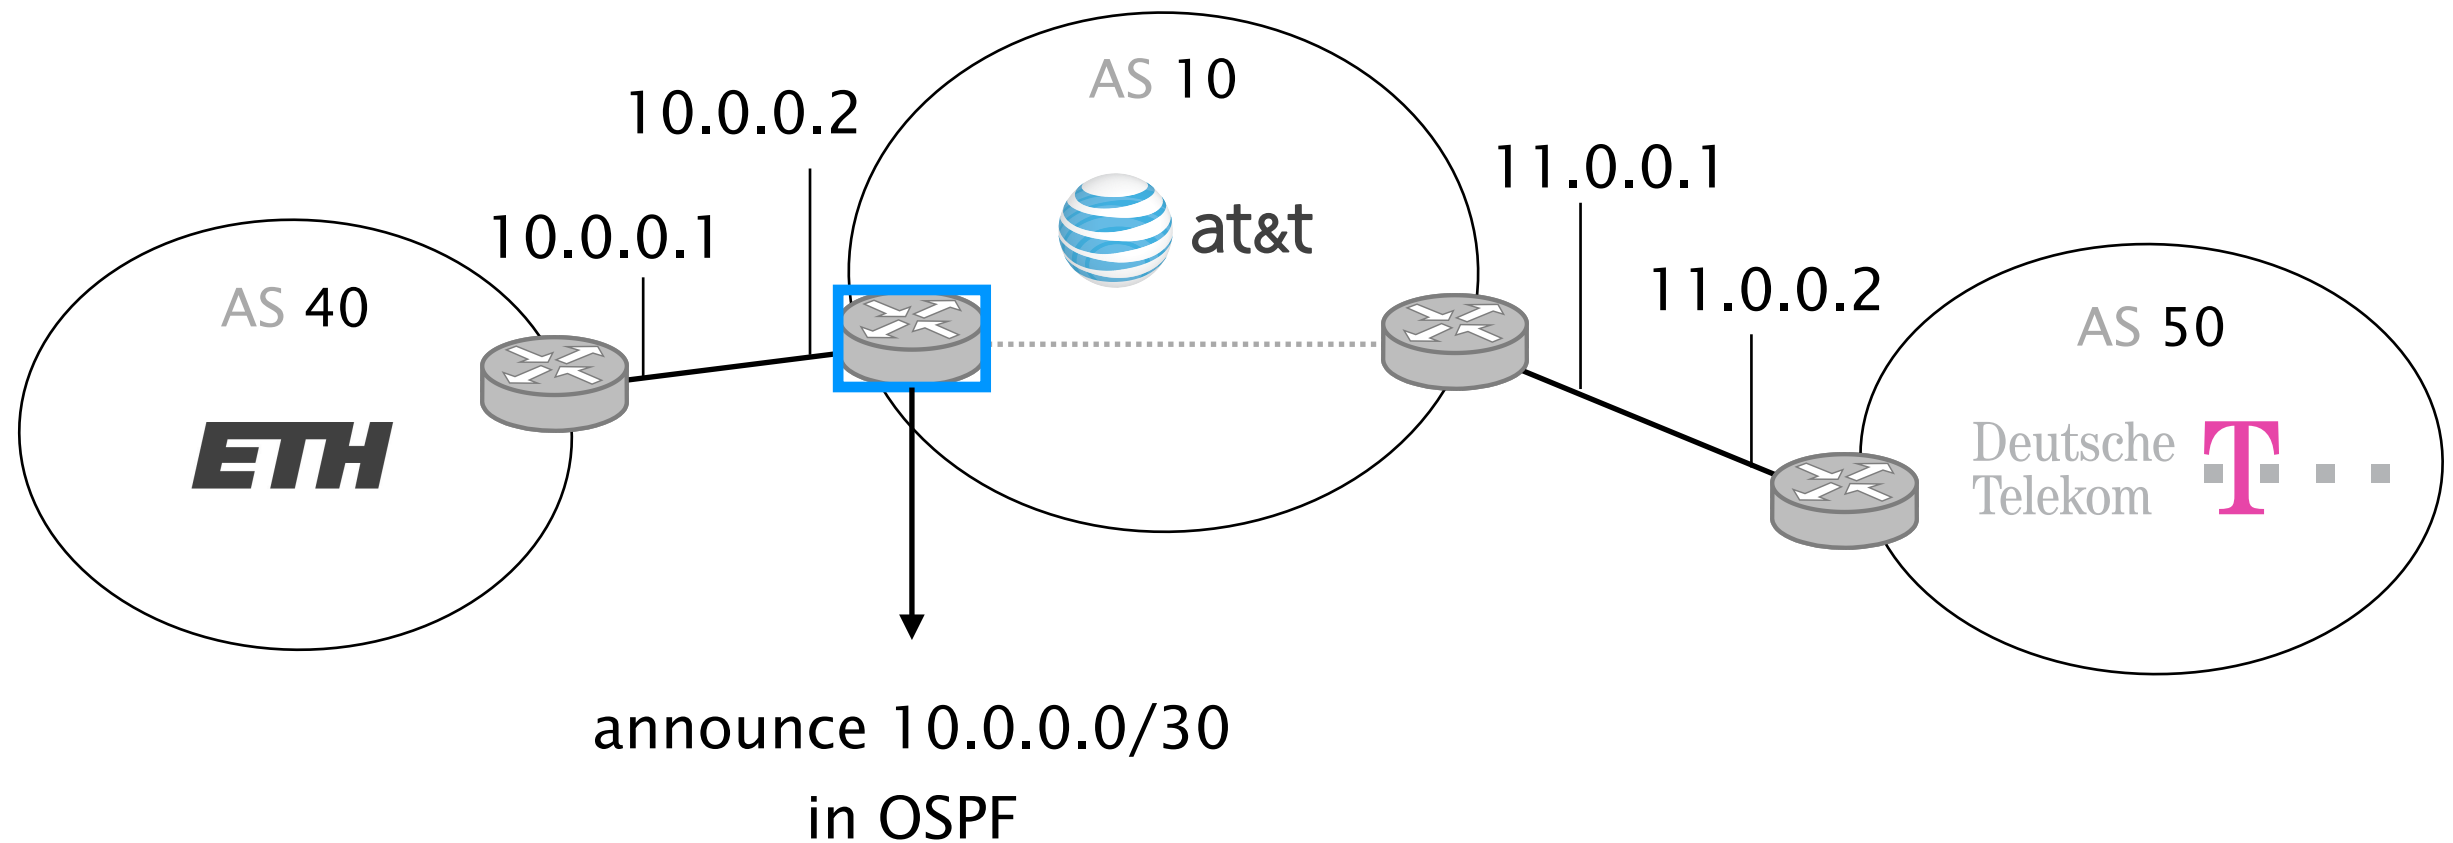 AS 10
10.0.0.2
11.0.0.1
10.0.0.1
at&t
11.0.0.2
AS 40
AS 50
ETH
Deutsche
Telekom
T
announce 10.0.0.0/30
in OSPF